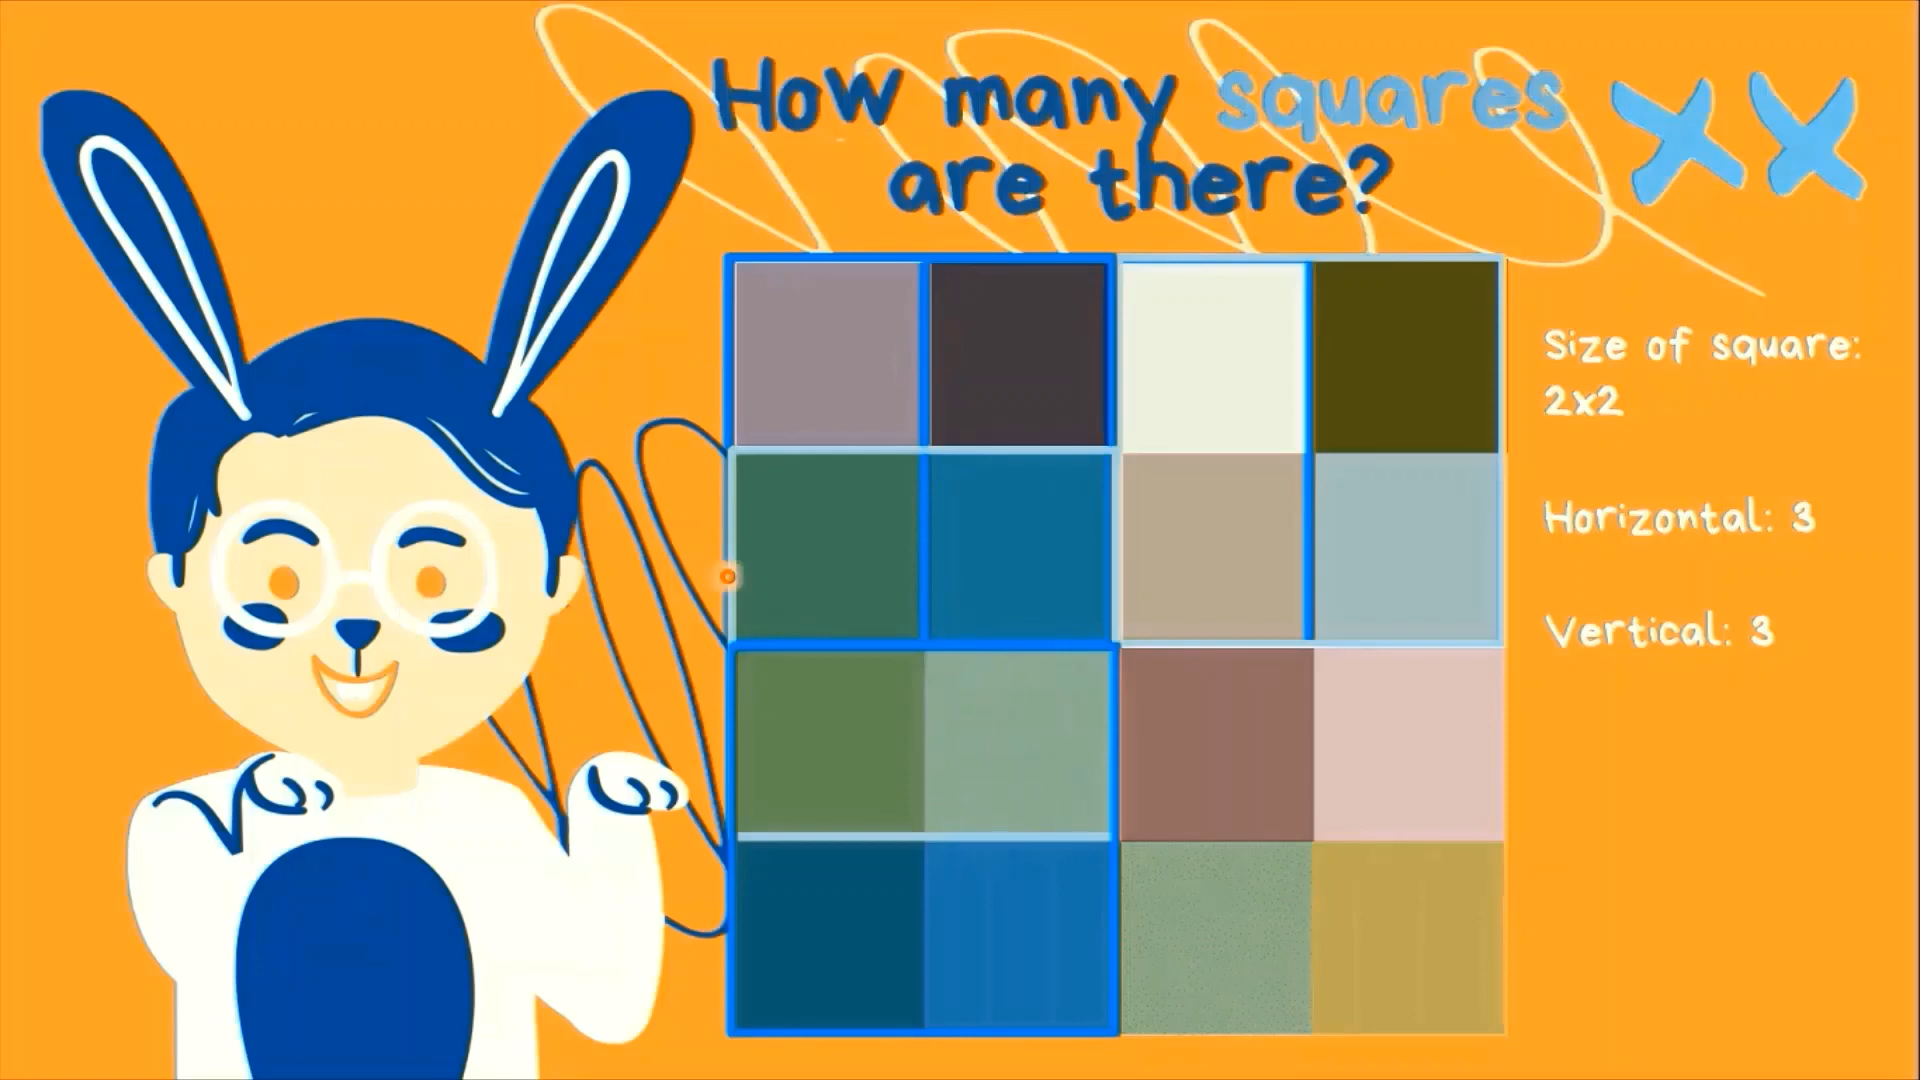 How many squares
are there?
Size of square:
2x2
Horizontal: 3
Vertical: 3